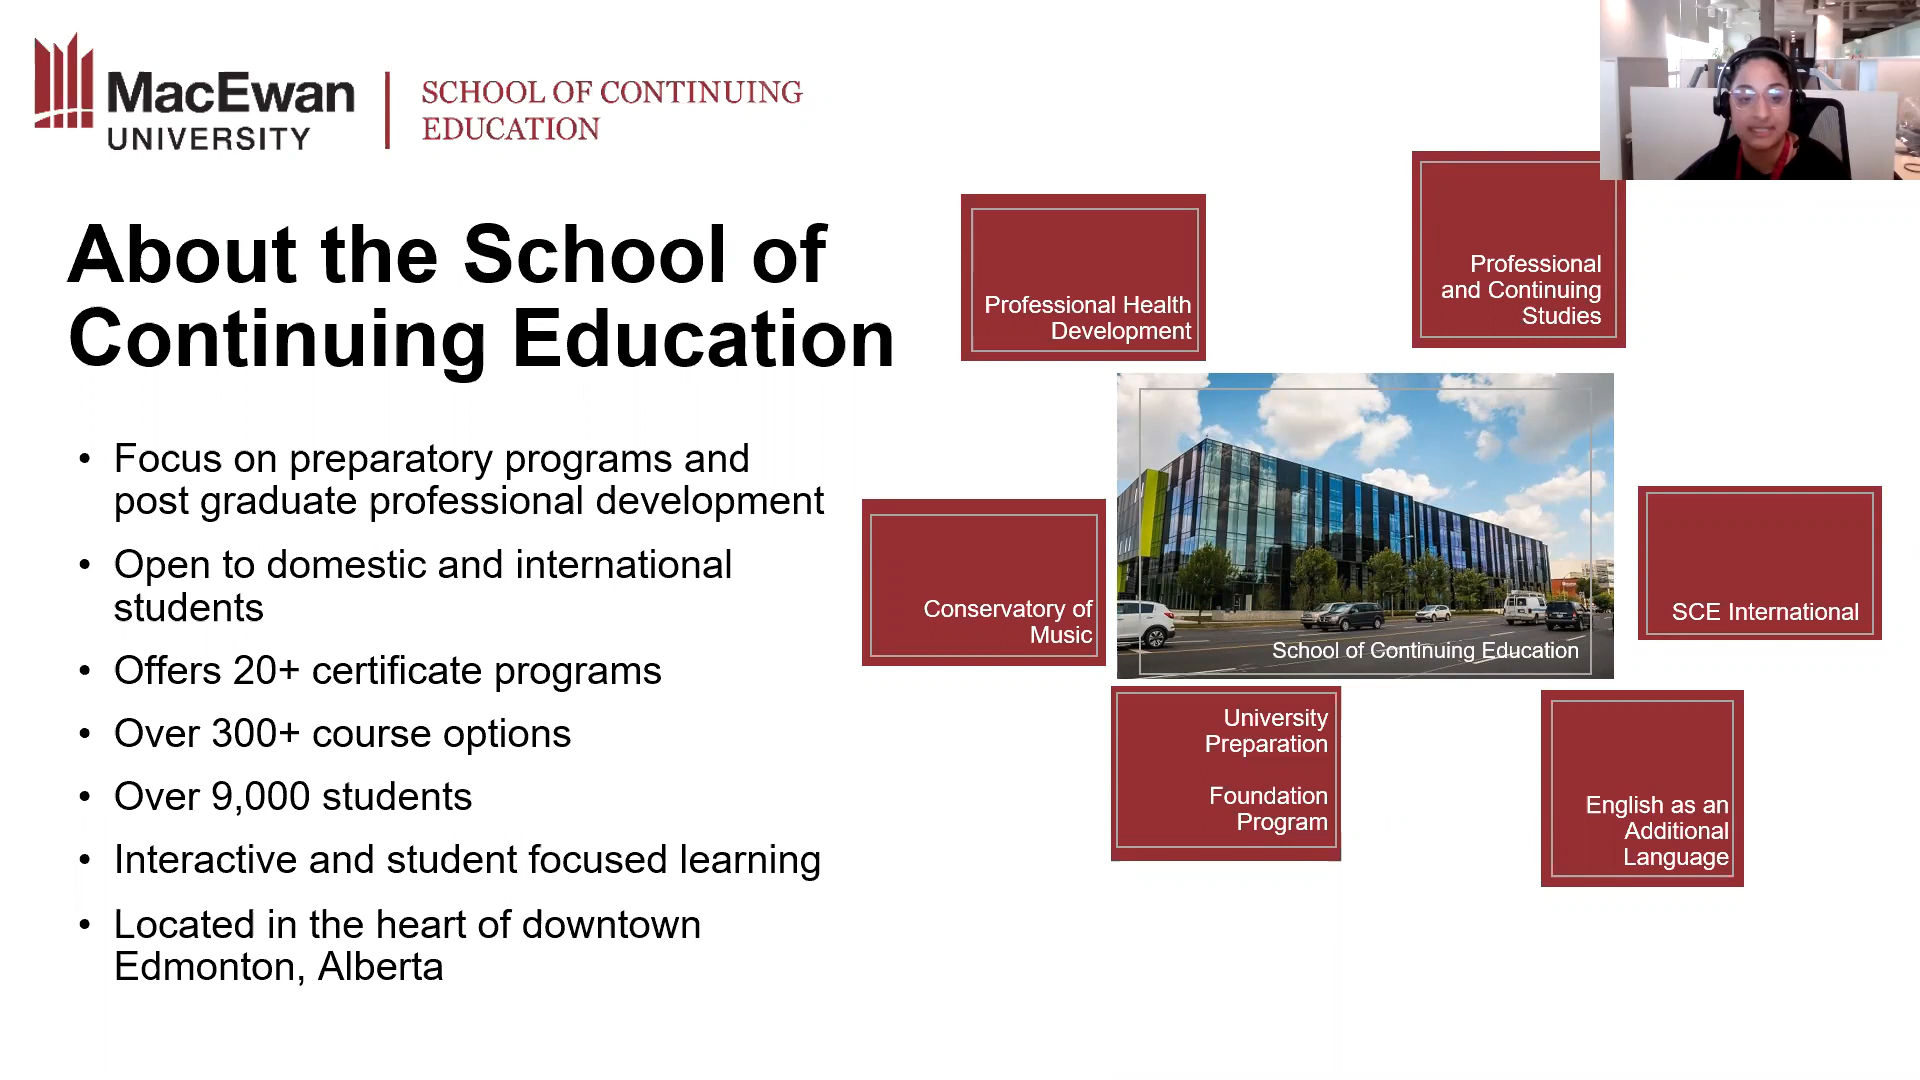 MacEwan
UNIVERSITY
SCHOOL OF CONTINUING
EDUCATION
About the School of
Continuing Education
• Focus on preparatory programs and
post graduate professional development
• Open to domestic and international
students
• Offers 20+ certificate programs
• Over 300+ course options
• Over 9,000 students
• Interactive and student focused learning
• Located in the heart of downtown
Edmonton, Alberta
Professional Health
Development
Professional
and Continuing
Studies
Conservatory of
Music
School of Continuing Education
SCE International
University
Preparation
Foundation
Program
English as an
Additional
Language